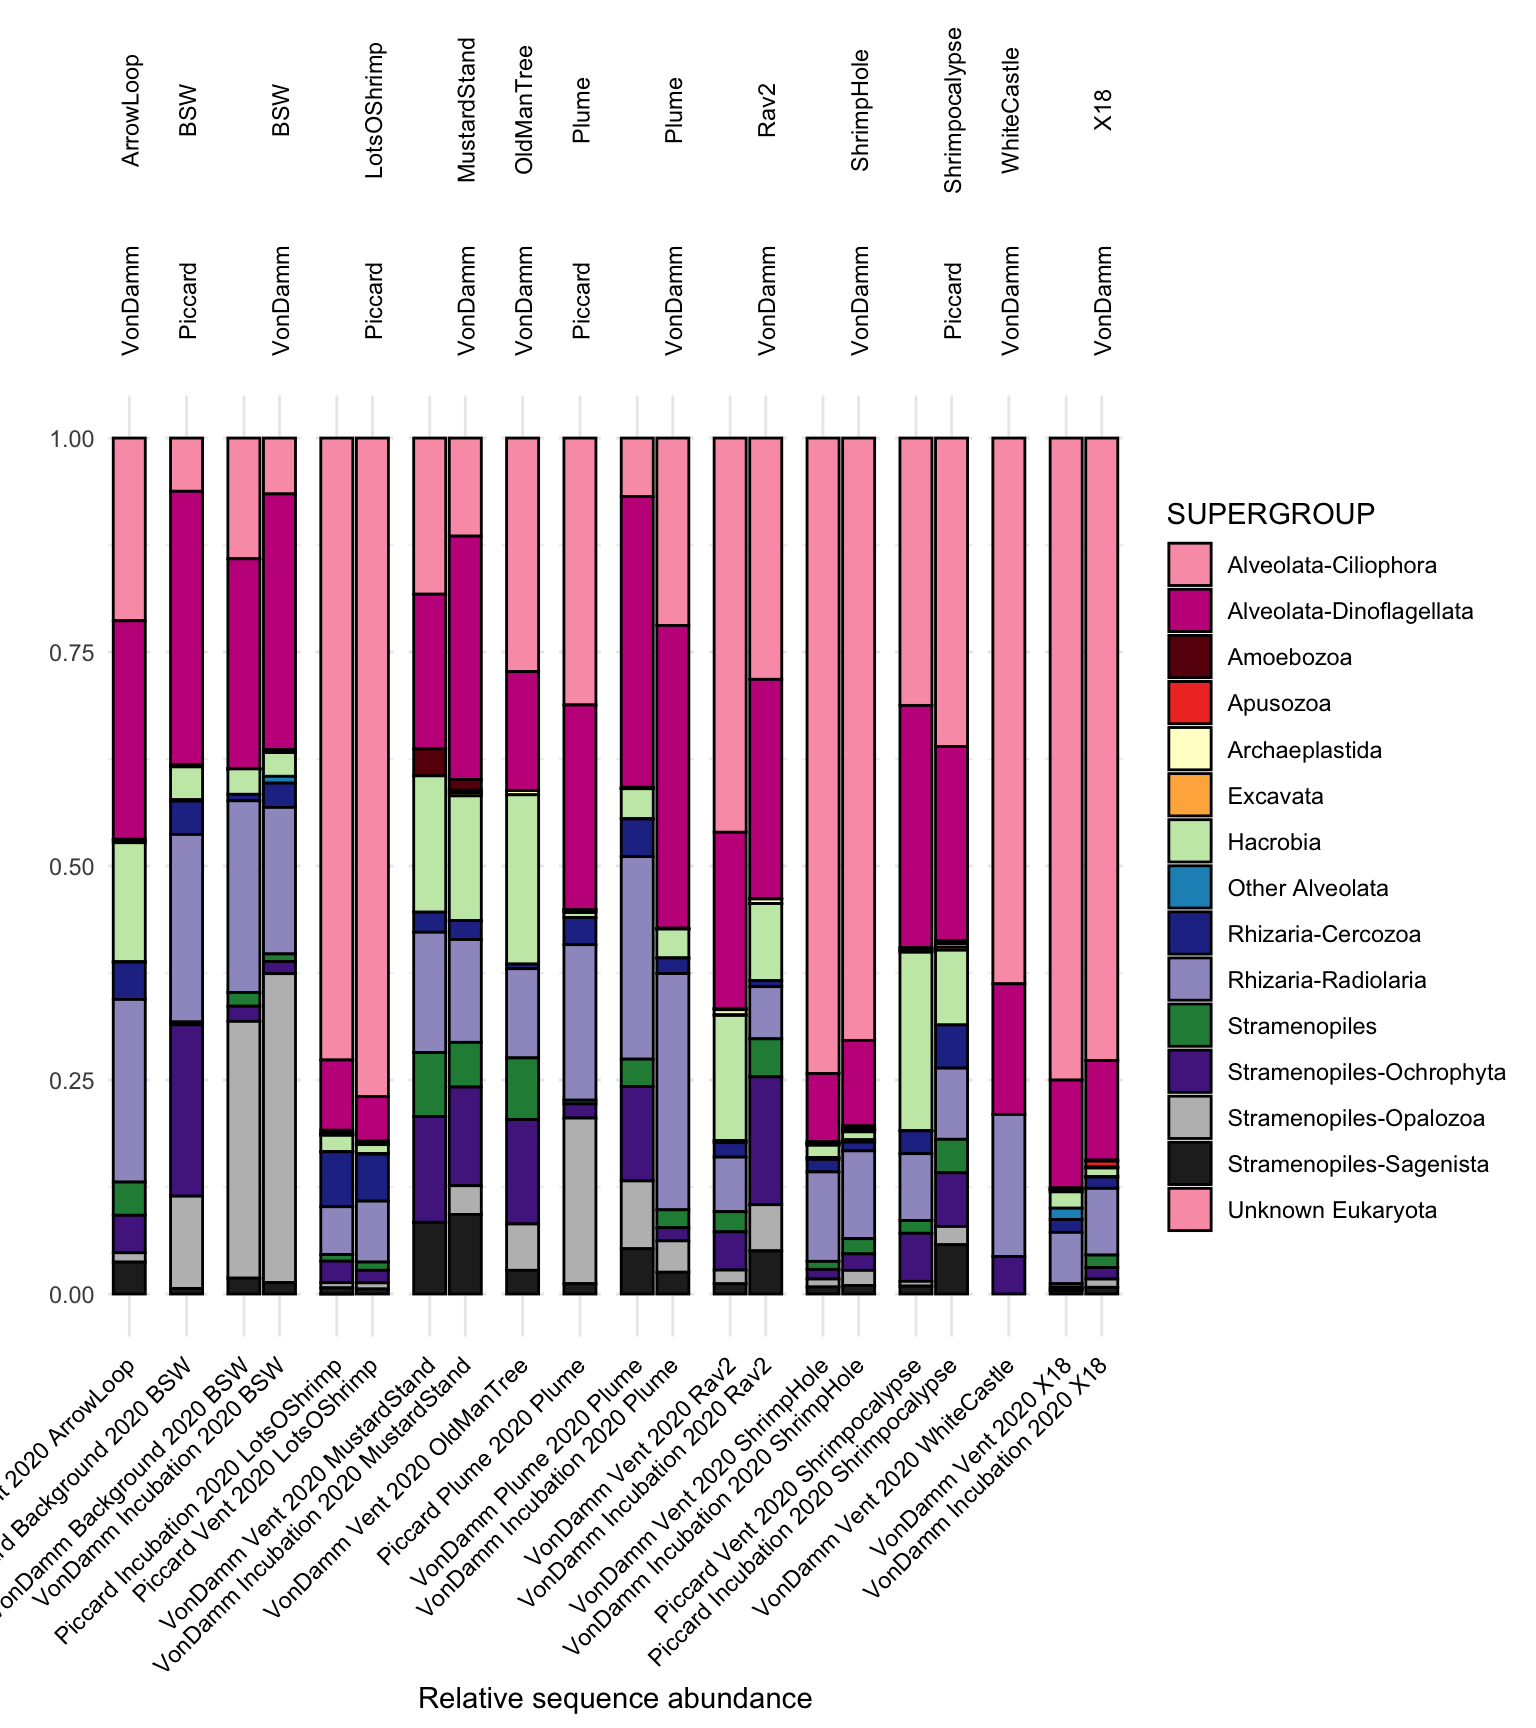 ArrowLoop
BSW
BSW
LotsOShrimp
MustardStand
OldManTree
Plume
Plume
Rav2
ShrimpHole
Shrimpocalypse
WhiteCastle
X18
VonDamm
Piccard
VonDamm
Piccard
VonDamm
VonDamm
Piccard
VonDamm
VonDamm
VonDamm
Piccard
VonDamm
VonDamm
1.00
0.75
0.50
0.25
0.00
SUPERGROUP
Alveolata-Ciliophora
Alveolata-Dinoflagellata
Amoebozoa
Apusozoa
Archaeplastida
Excavata
Hacrobia
Other Alveolata
Rhizaria-Cercozoa
Rhizaria-Radiolaria
Stramenopiles
Stramenopiles-Ochrophyta
Stramenopiles-Opalozoa
Stramenopiles-Sagenista
Unknown Eukaryota
2020 ArrowLoop
Background 2020 BSW
VonDamm Background 2020 BSW
VonDamm Incubation 2020 BSW
Piccard Incubation 2020 LotsOShrimp
Piccard Vent 2020 LotsOShrimp
VonDamm Vent 2020 MustardStand
VonDamm Incubation 2020 MustardStand
VonDamm Vent 2020 OldManTree
Piccard Plume 2020 Plume
VonDamm Plume 2020 Plume
VonDamm Incubation 2020 Plume
VonDamm Vent 2020 Rav2
VonDamm Incubation 2020 Rav2
VonDamm Vent 2020 ShrimpHole
VonDamm Incubation 2020 ShrimpHole
Piccard Vent 2020 Shrimpocalypse
Piccard Incubation 2020 Shrimpocalypse
VonDamm Vent 2020 WhiteCastle
VonDamm Vent 2020 X18
VonDamm Incubation 2020 X18
Relative sequence abundance